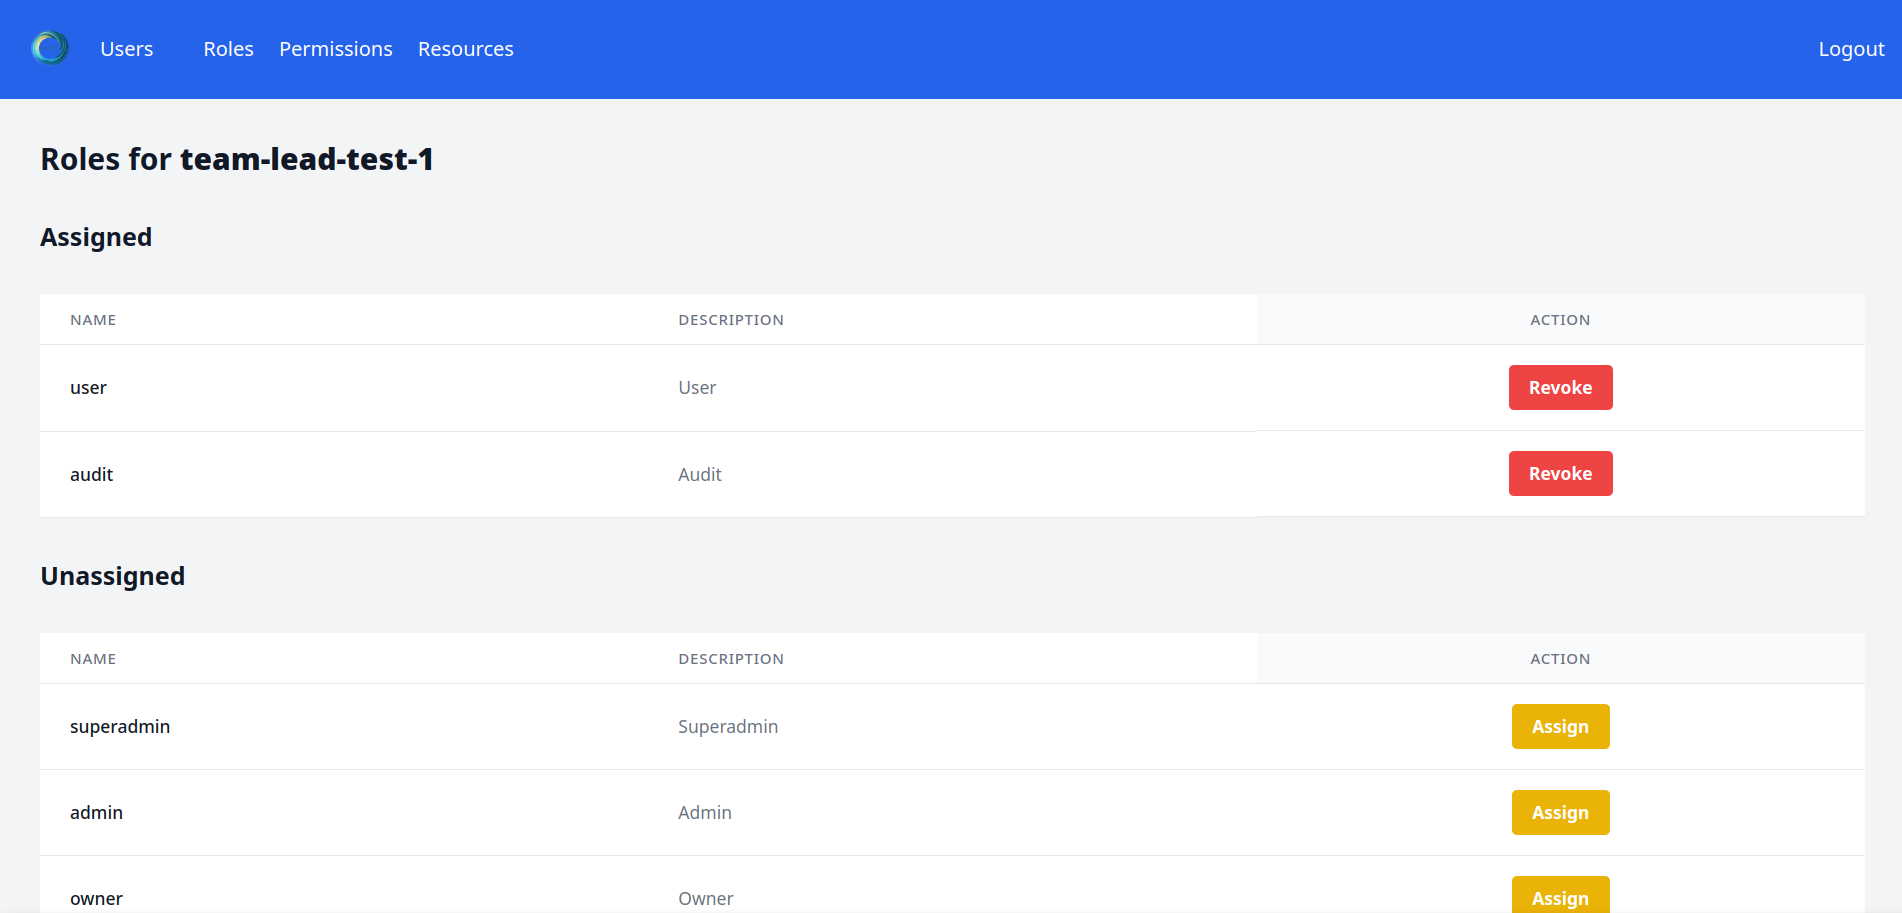 Users Roles Permissions Resources Logout
Roles for team-lead-test-1
Assigned
NAME DESCRIPTION ACTION
user User Revoke
audit Audit Revoke
Unassigned
NAME DESCRIPTION ACTION
superadmin Superadmin Assign
admin Admin Assign
owner Owner Assign